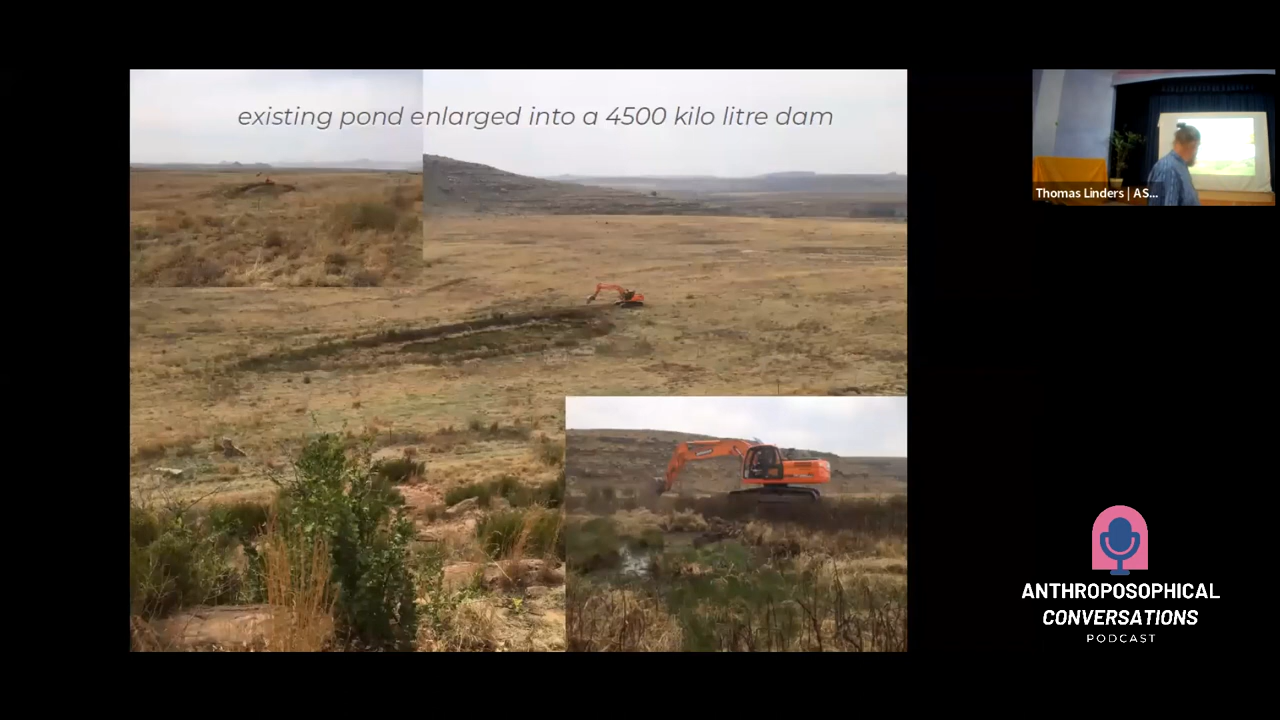 existing pond enlarged into a 4500 kilo litre dam
Thomas Linders | AS...
ANTHROPOSOPHICAL
CONVERSATIONS
PODCAST